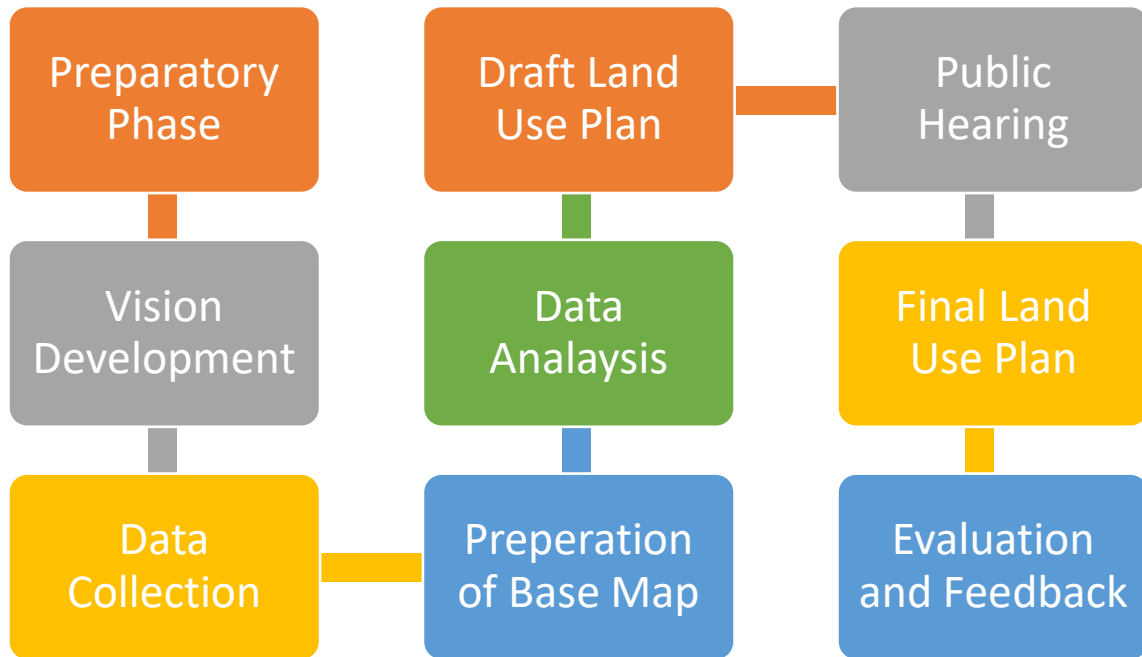 Preparatory
Phase
Vision
Development
Data
Collection
Preperation
of Base Map
Data
Analaysis
Draft Land
Use Plan
Public
Hearing
Final Land
Use Plan
Evaluation
and Feedback